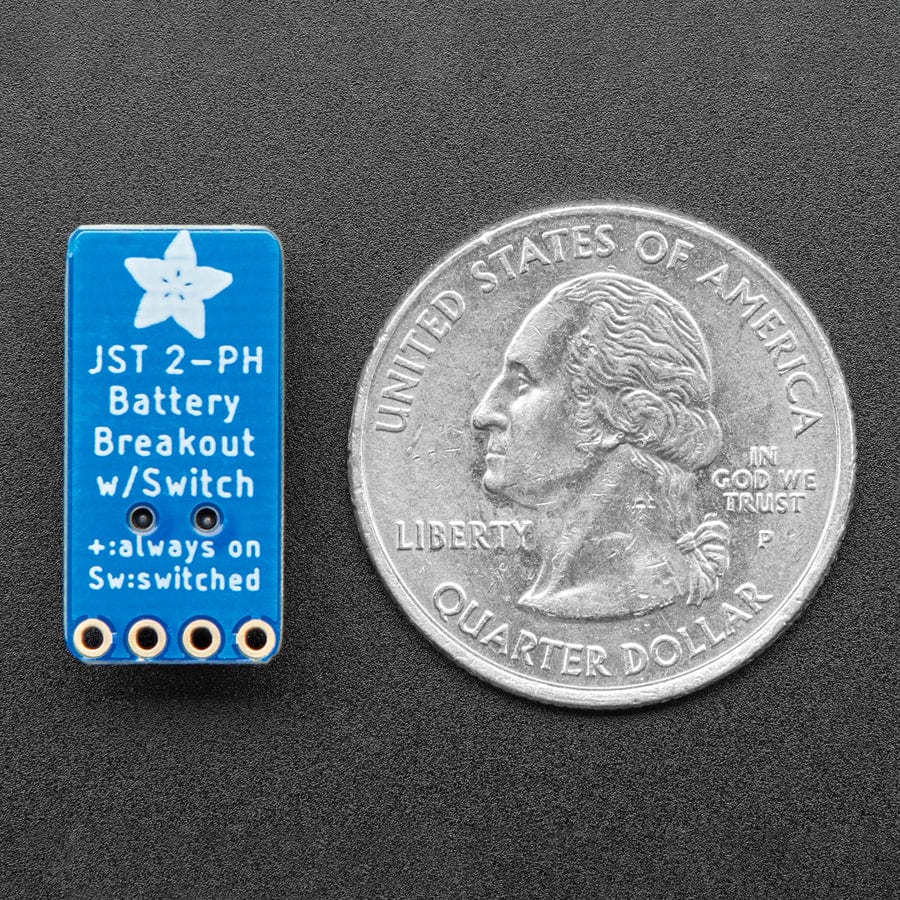 JST 2-PH
Battery
Breakout
w/Switch
+:always on
Sw:switched
UNITED STATES OF AMERICA
IN
GOD WE
TRUST
LIBERTY
P
QUARTER DOLLAR